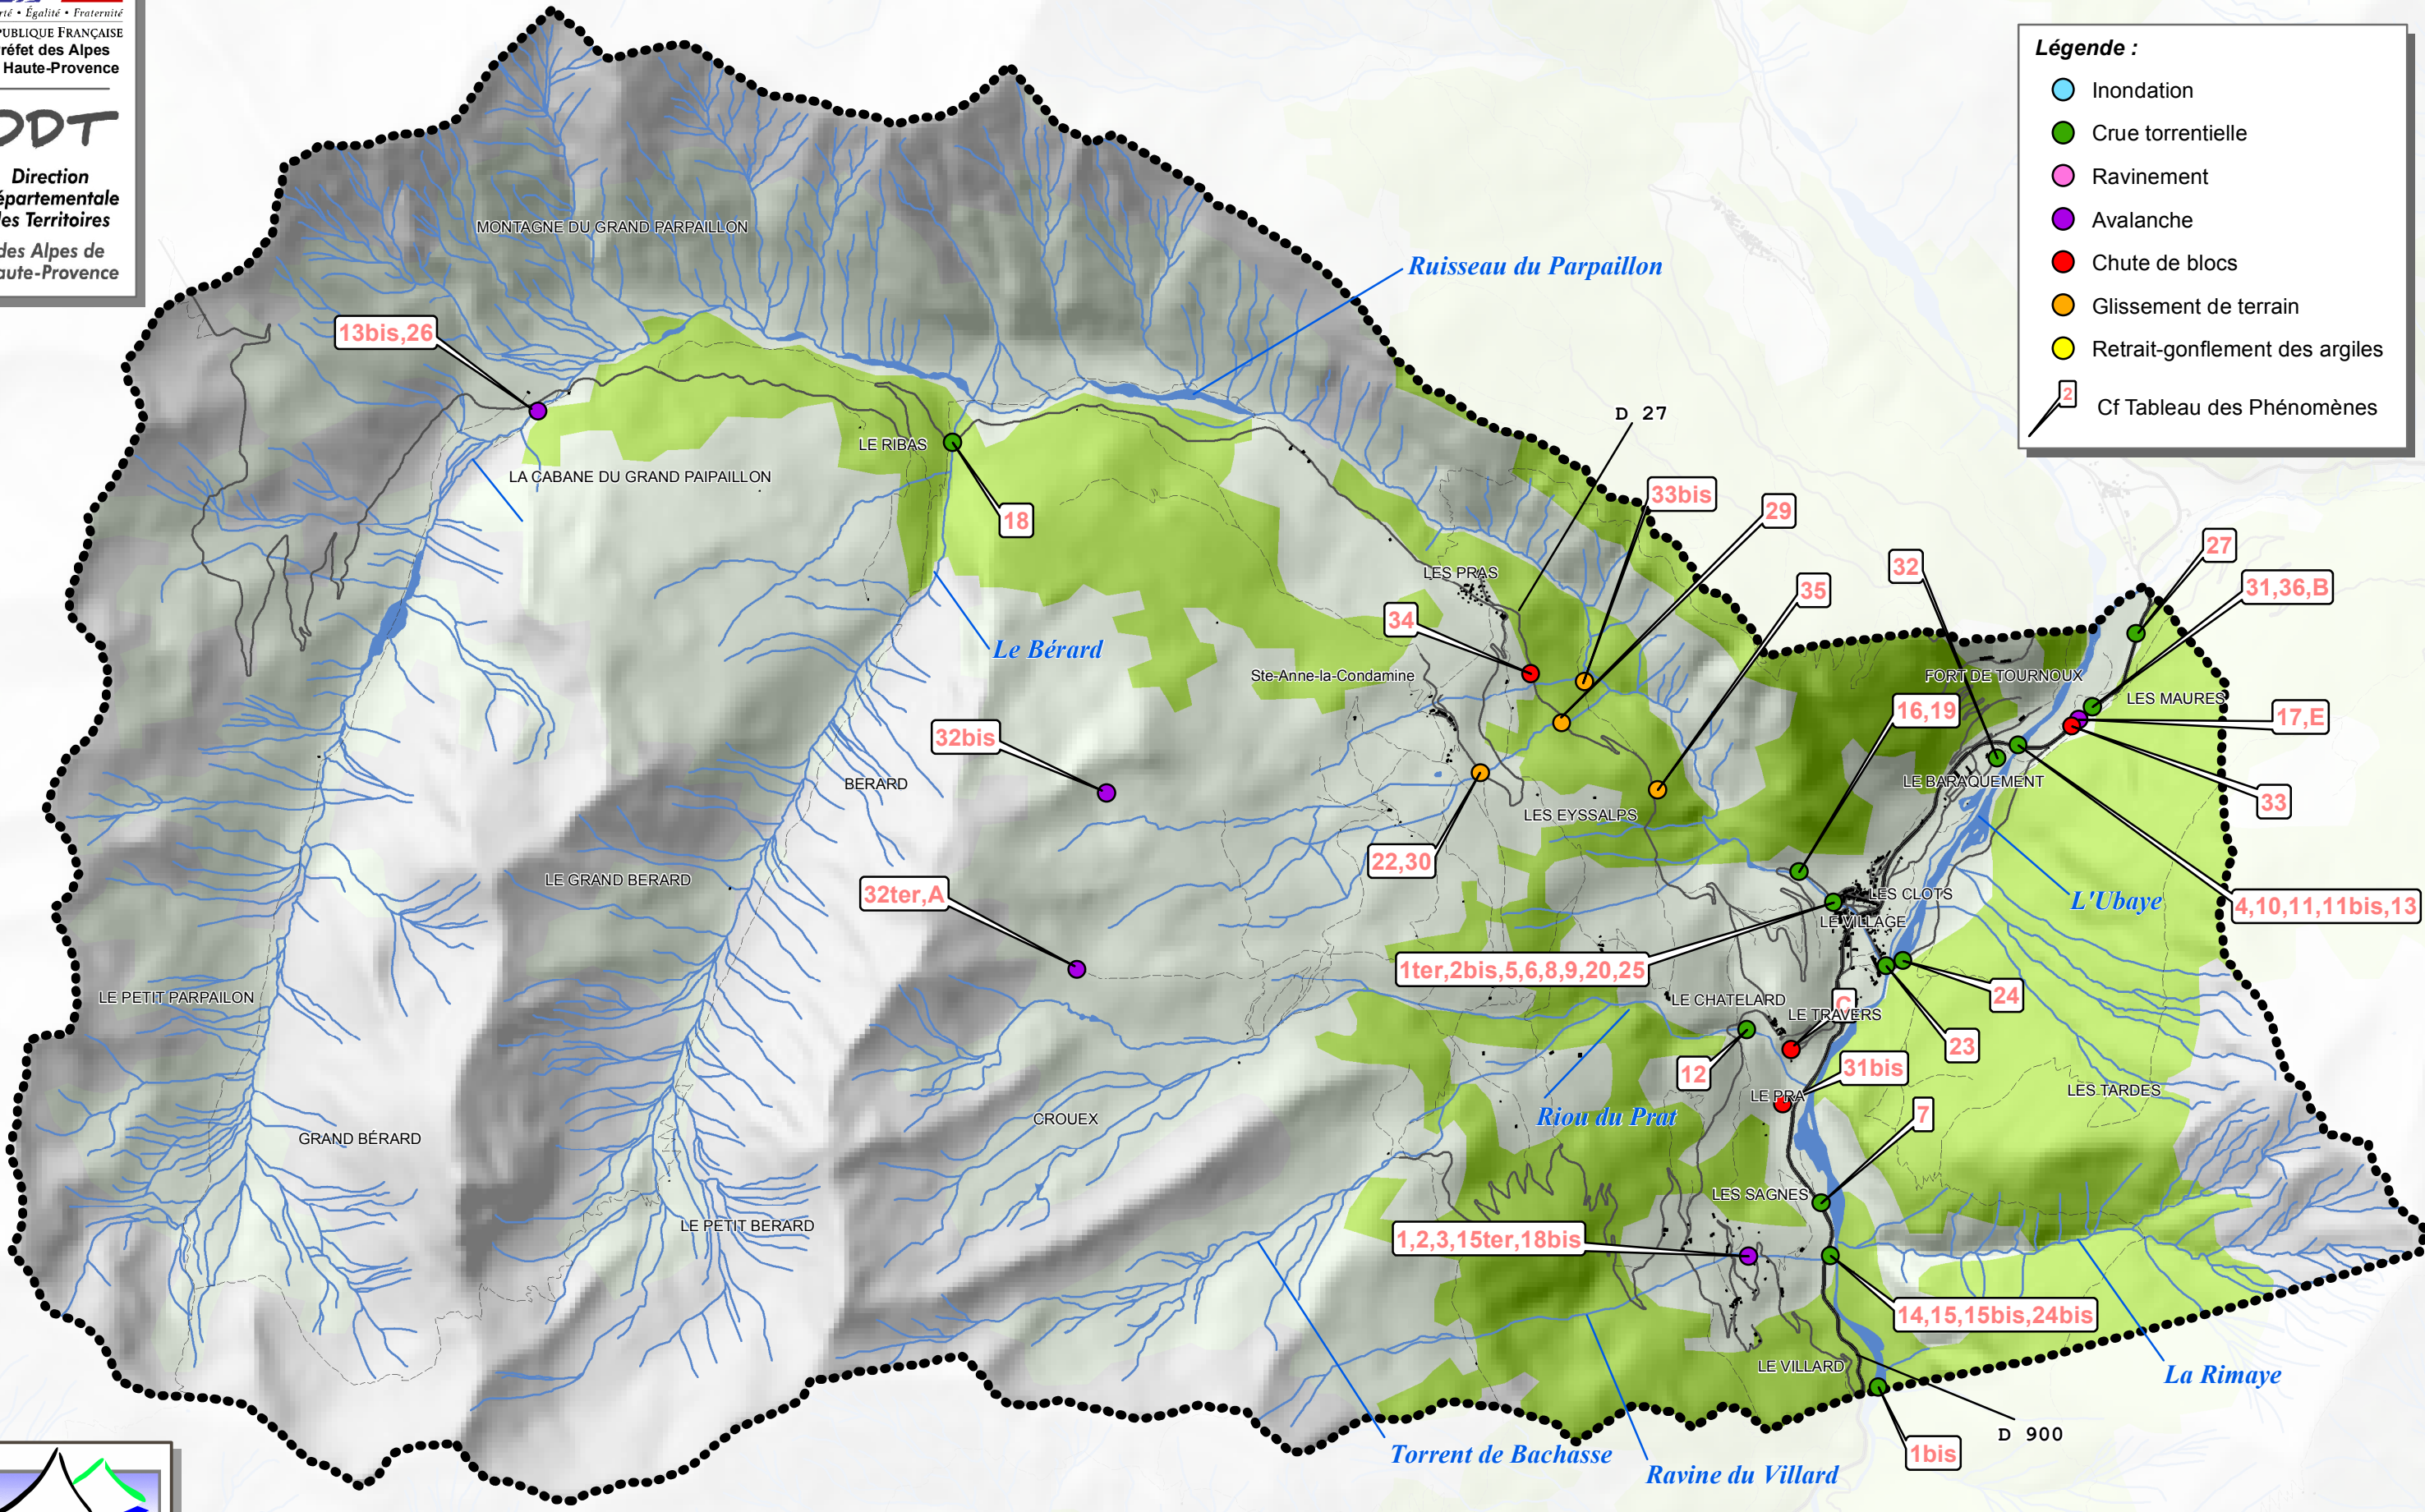 Égalité • Fraternité
RÉPUBLIQUE FRANÇAISE
Préfet des Alpes
Haute-Provence
DDT
Direction
Départementale
des Territoires
des Alpes de
Haute-Provence
Légende :
Inondation
Crue torrentielle
Ravinement
Avalanche
Chute de blocs
Glissement de terrain
Retrait-gonflement des argiles
2
Cf Tableau des Phénomènes
MONTAGNE DU GRAND PARPAILLON
Ruisseau du Parpaillon
13bis,26
D 27
LE RIBAS
LA CABANE DU GRAND PAIPAILLON
18
33bis
29
27
32
31,36,B
LES PRAS
35
34
Le Bérard
Ste-Anne-la-Condamine
FORT DE TOURNOUX
LES MAURES
16,19
17,E
32bis
BERARD
LE BARAQUEMENT
33
LES EYSSALPS
22,30
LE GRAND BERARD
32ter,A
LES CLOTS
L'Ubaye
4,10,11,11bis,13
LE VILLAGE
1ter,2bis,5,6,8,9,20,25
LE PETIT PARPAILON
24
LE CHATELARD
C
LE TRAVERS
23
12
31bis
LE PRA
LES TARDES
CROUEX
Riou du Prat
7
GRAND BÉRARD
LES SAGNES
LE PETIT BERARD
1,2,3,15ter,18bis
14,15,15bis,24bis
LE VILLARD
La Rimaye
D 900
Torrent de Bachasse
1bis
Ravine du Villard